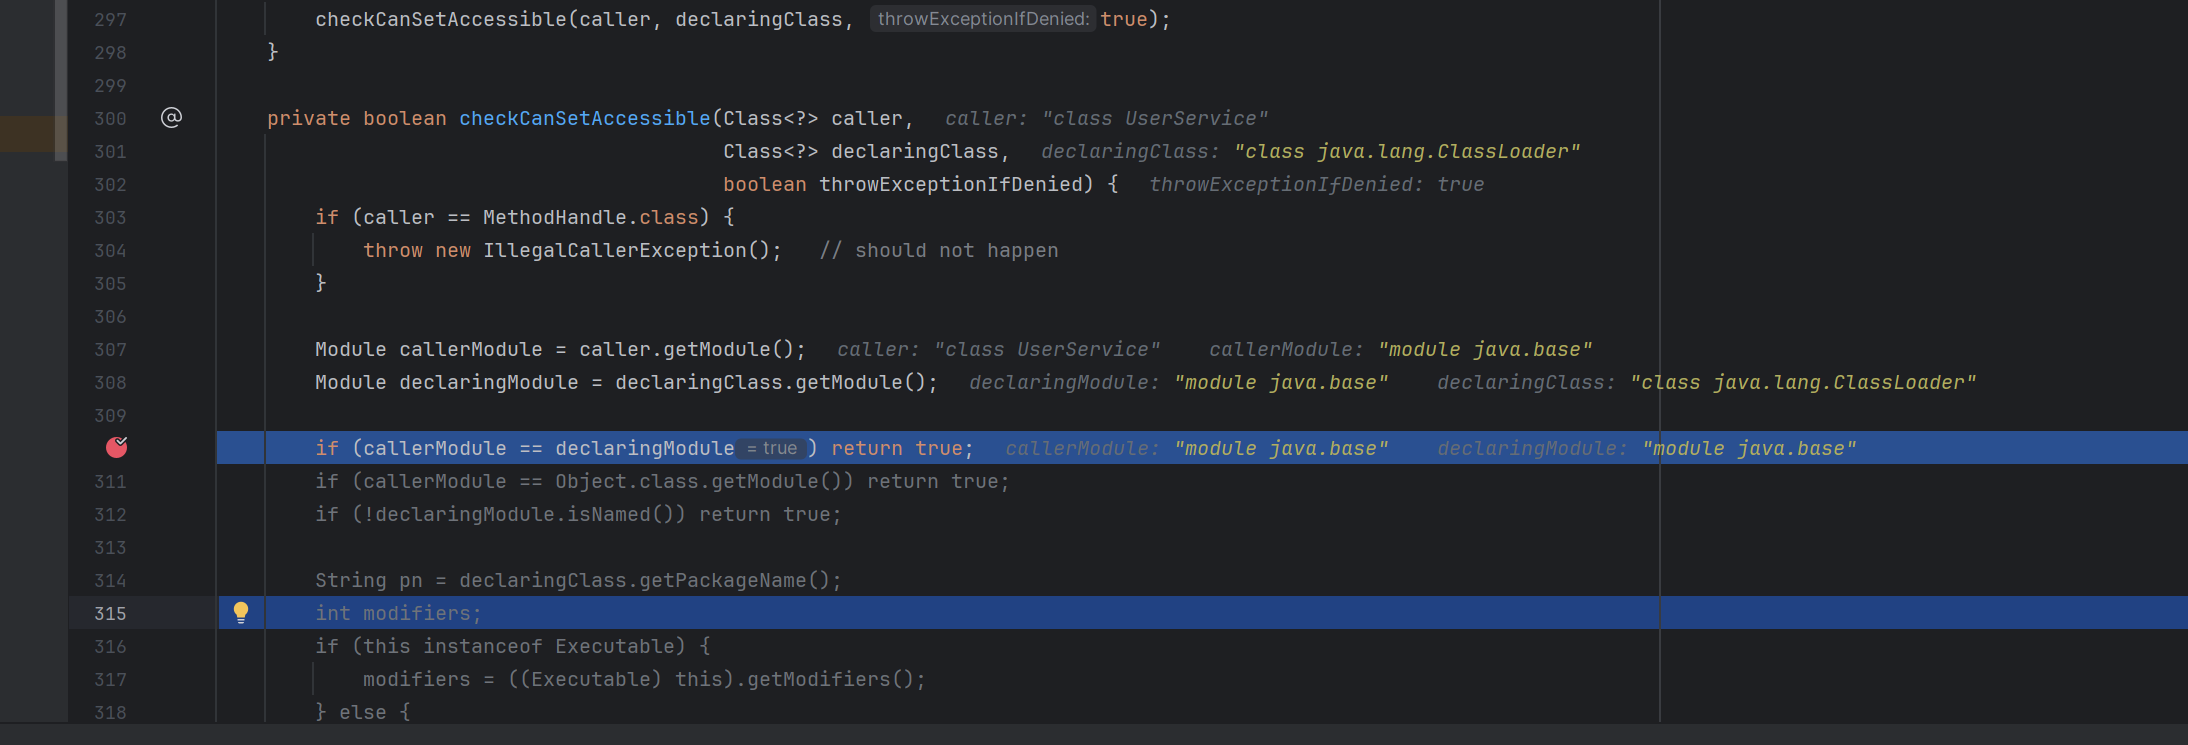 297 checkCanSetAccessible(caller, declaringClass, throwExceptionIfDenied: true);
298 }
299
300 @ private boolean checkCanSetAccessible(Class<?> caller, caller: "class UserService"
301 Class<?> declaringClass, declaringClass: "class java.lang.ClassLoader"
302 boolean throwExceptionIfDenied) { throwExceptionIfDenied: true
303 if (caller == MethodHandle.class) {
304 throw new IllegalCallerException(); // should not happen
305 }
306
307 Module callerModule = caller.getModule(); caller: "class UserService" callerModule: "module java.base"
308 Module declaringModule = declaringClass.getModule(); declaringModule: "module java.base" declaringClass: "class java.lang.ClassLoader"
309
if (callerModule == declaringModule = true ) return true; callerModule: "module java.base" declaringModule: "module java.base"
311 if (callerModule == Object.class.getModule()) return true;
312 if (!declaringModule.isNamed()) return true;
313
314 String pn = declaringClass.getPackageName();
315 int modifiers;
316 if (this instanceof Executable) {
317 modifiers = ((Executable) this).getModifiers();
318 } else {